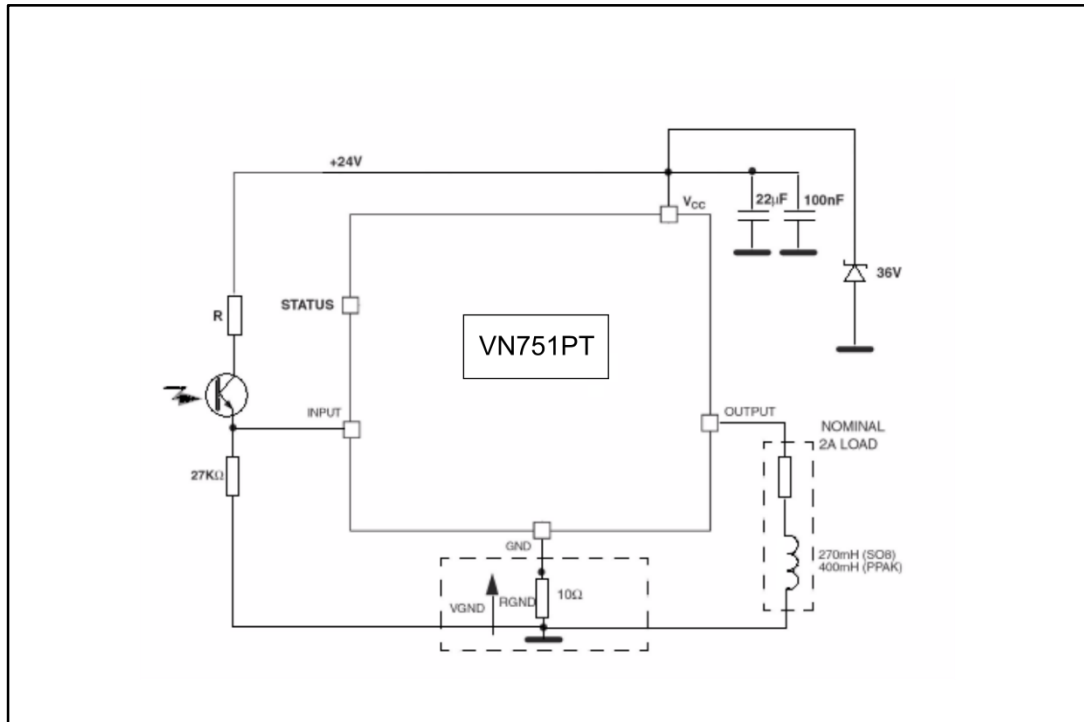 +24V
VCC
22µF
100nF
36V
R
STATUS
VN751PT
INPUT
OUTPUT
NOMINAL
2A LOAD
27KΩ
GND
270mH (SO8)
400mH (PPAK)
VGND
RGND
10Ω